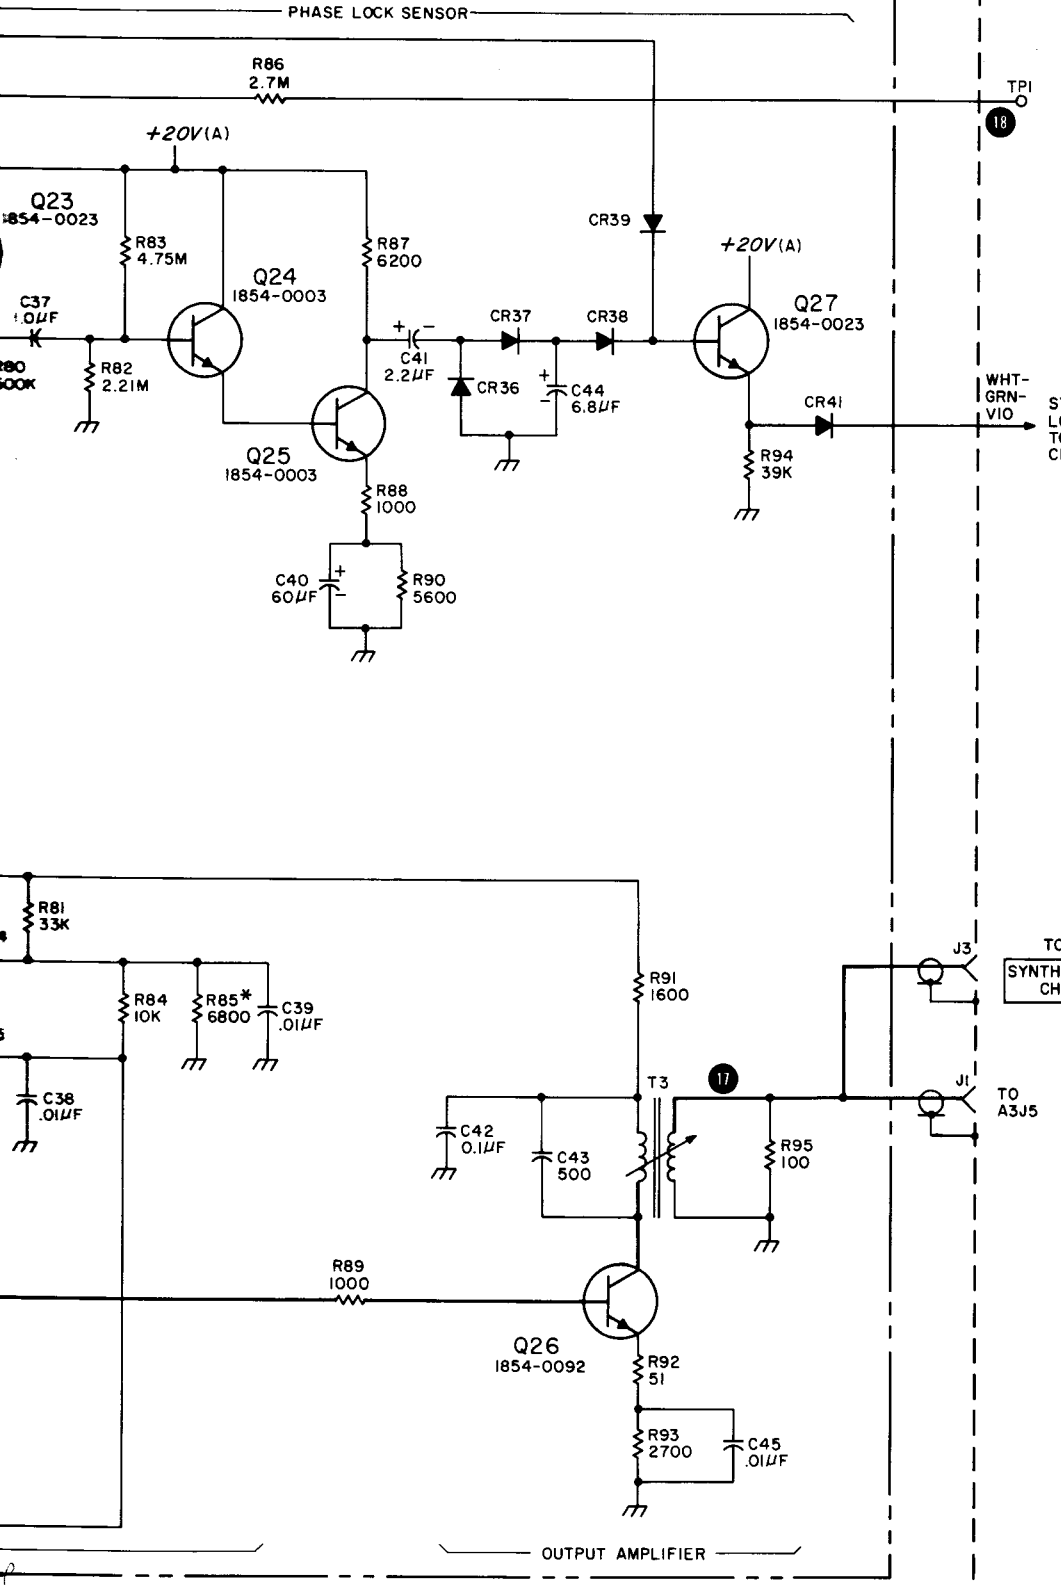 PHASE LOCK SENSOR
R86
2.7M
TP1
18
+20V(A)
Q23
1854-0023
R83
4.75M
R87
6200
CR39
+20V(A)
Q24
1854-0003
Q27
1854-0023
C37
1.0µF
CR37
CR38
+ -
C41
2.2µF
R82
2.21M
CR36
+
-
C44
6.8µF
WHT-
GRN-
VIO
CR41
Q25
1854-0003
R94
39K
R88
1000
C40
60µF
+
-
R90
5600
R81
33K
J3
SYNTH
CH
R91
1600
R84
10K
R85*
6800
C39
.01µF
T3
17
J1
TO
A3J5
C38
.01µF
C42
0.1µF
C43
500
R95
100
R89
1000
Q26
1854-0092
R92
51
R93
2700
C45
.01µF
OUTPUT AMPLIFIER